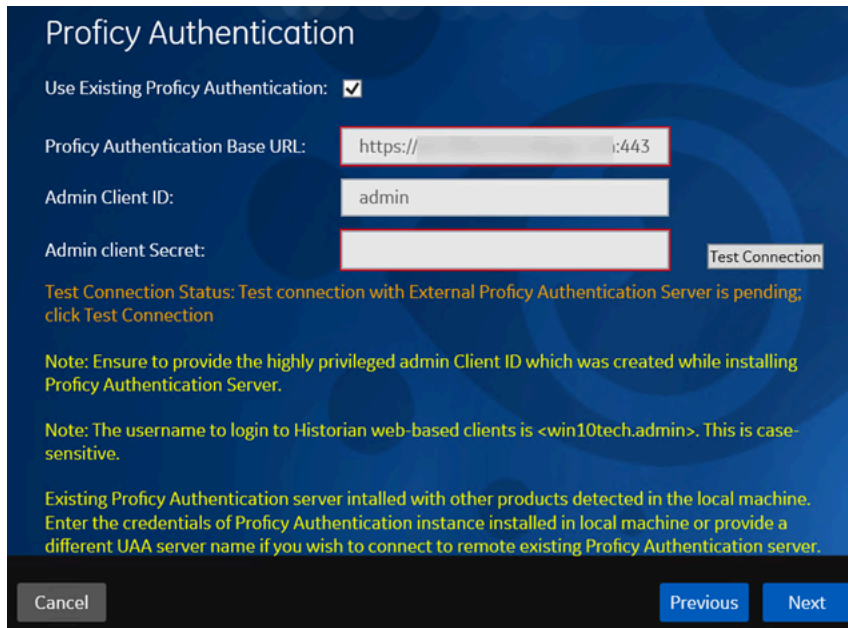 Proficy Authentication
Use Existing Proficy Authentication:
Proficy Authentication Base URL: https:// :443
Admin Client ID: admin
Admin client Secret:
Test Connection
Test Connection Status: Test connection with External Proficy Authentication Server is pending;
click Test Connection
Note: Ensure to provide the highly privileged admin Client ID which was created while installing
Proficy Authentication Server.
Note: The username to login to Historian web-based clients is <win10tech.admin>. This is case-
sensitive.
Existing Proficy Authentication server intalled with other products detected in the local machine.
Enter the credentials of Proficy Authentication instance installed in local machine or provide a
different UAA server name if you wish to connect to remote existing Proficy Authentication server.
Cancel Previous Next